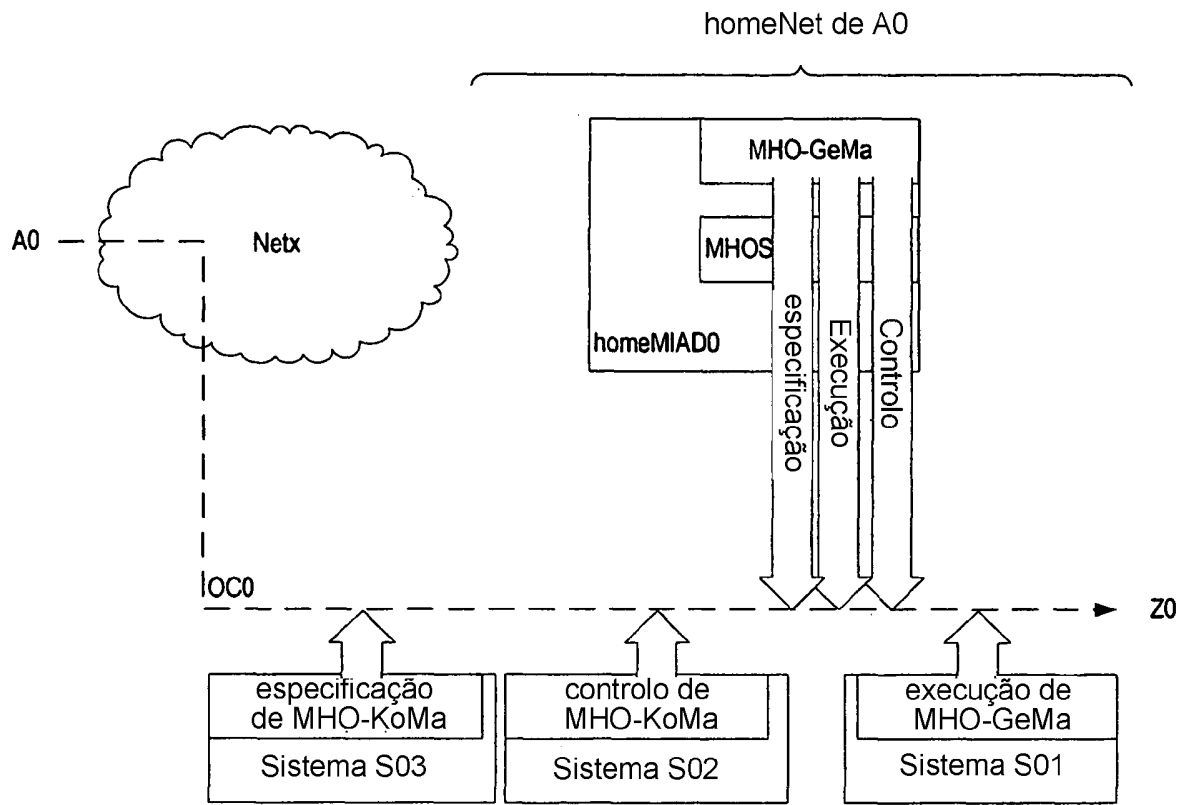 homeNet de A0
MHO-GeMa
A0
Netx
MHOS
homeMIAD0
especificação
Execução
Controlo
OC0
Z0
especificação
de MHO-KoMa
Sistema S03
controlo de
MHO-KoMa
Sistema S02
execução de
MHO-GeMa
Sistema S01